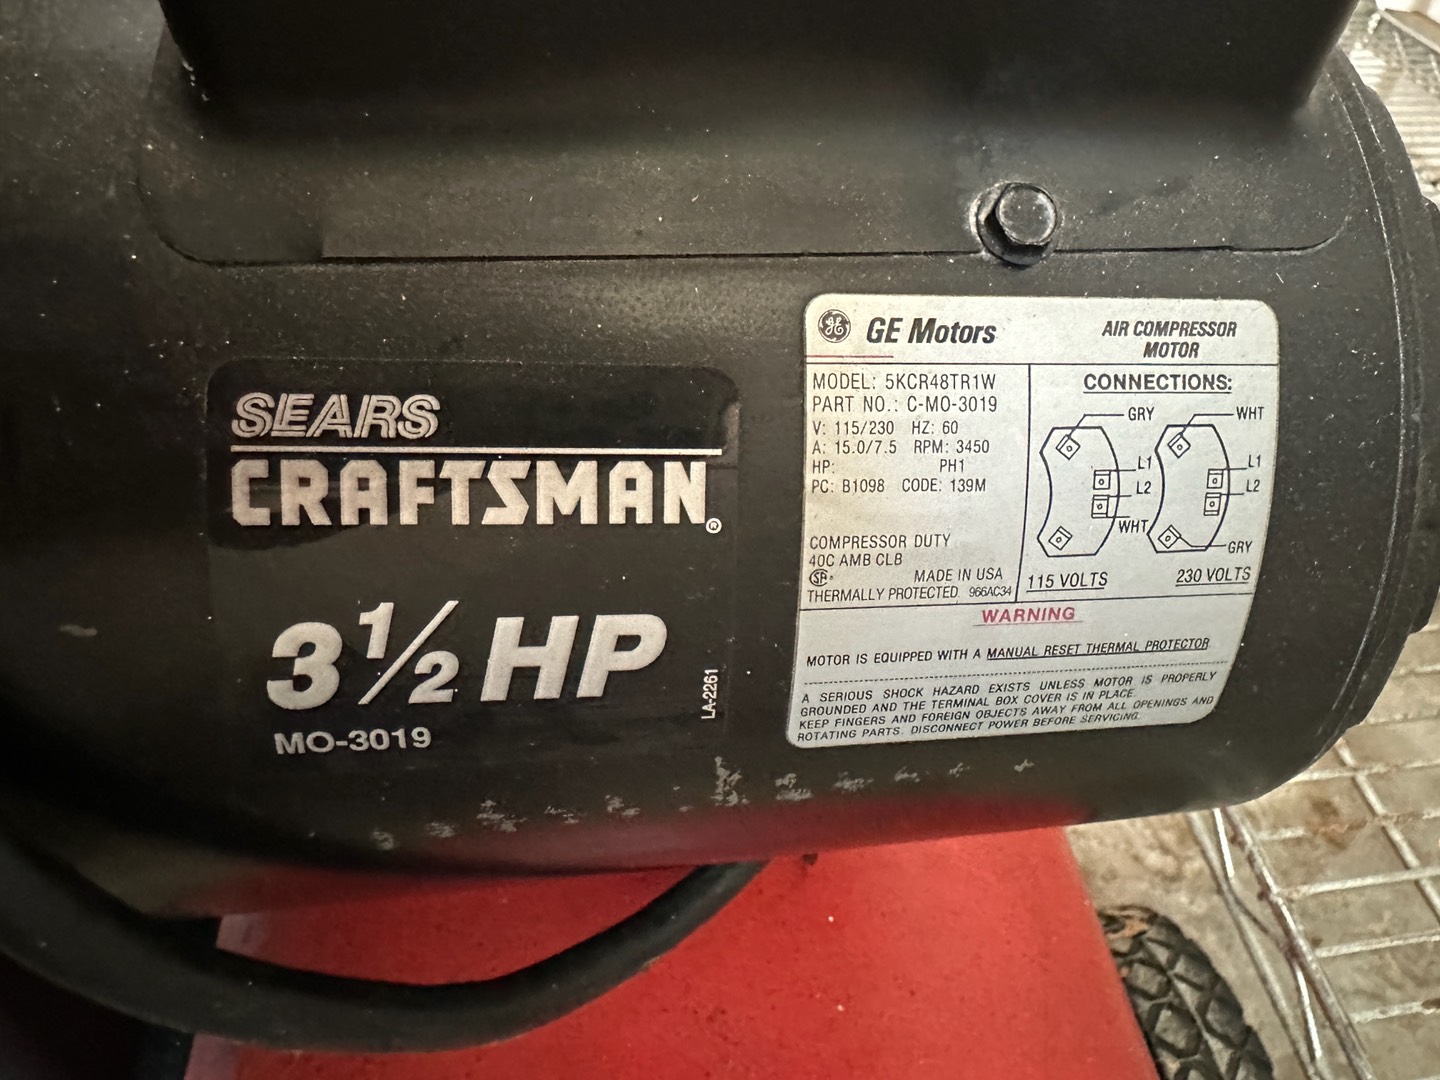 SEARS
CRAFTSMAN®
3 1/2 HP
MO-3019
LA-2261
GE GE Motors
AIR COMPRESSOR
MOTOR
MODEL: 5KCR48TR1W
PART NO.: C-MO-3019
V: 115/230 HZ: 60
A: 15.0/7.5 RPM: 3450
HP: PH1
PC: B1098 CODE: 139M
COMPRESSOR DUTY
40C AMB CLB
SA® MADE IN USA
THERMALLY PROTECTED 966AC34
CONNECTIONS:
GRY
L1
L2
WHT
115 VOLTS
WHT
L1
L2
GRY
230 VOLTS
WARNING
MOTOR IS EQUIPPED WITH A MANUAL RESET THERMAL PROTECTOR
A SERIOUS SHOCK HAZARD EXISTS UNLESS MOTOR IS PROPERLY
GROUNDED AND THE TERMINAL BOX COVER IS IN PLACE.
KEEP FINGERS AND FOREIGN OBJECTS AWAY FROM ALL OPENINGS AND
ROTATING PARTS. DISCONNECT POWER BEFORE SERVICING.